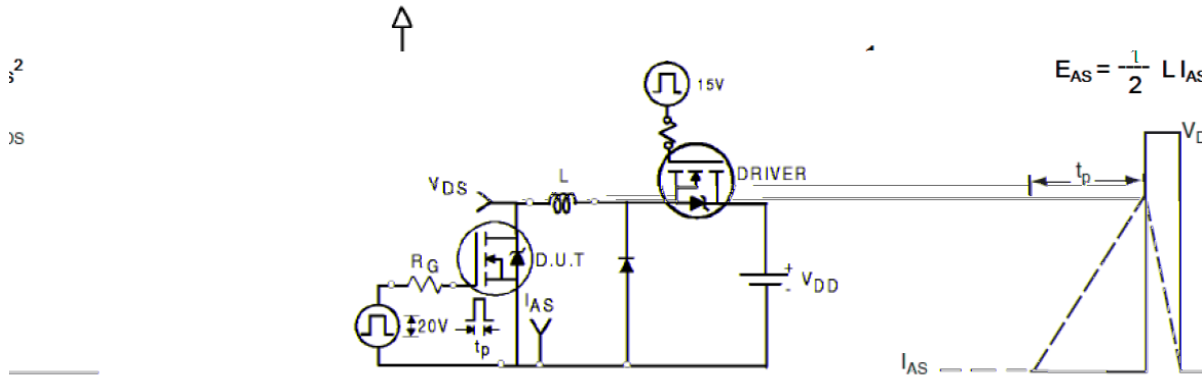 15V
E_AS = 1/2 L I_AS
V_DS
L
DRIVER
t_p
R_G
D.U.T
20V
t_p
I_AS
+
-
V_DD
I_AS